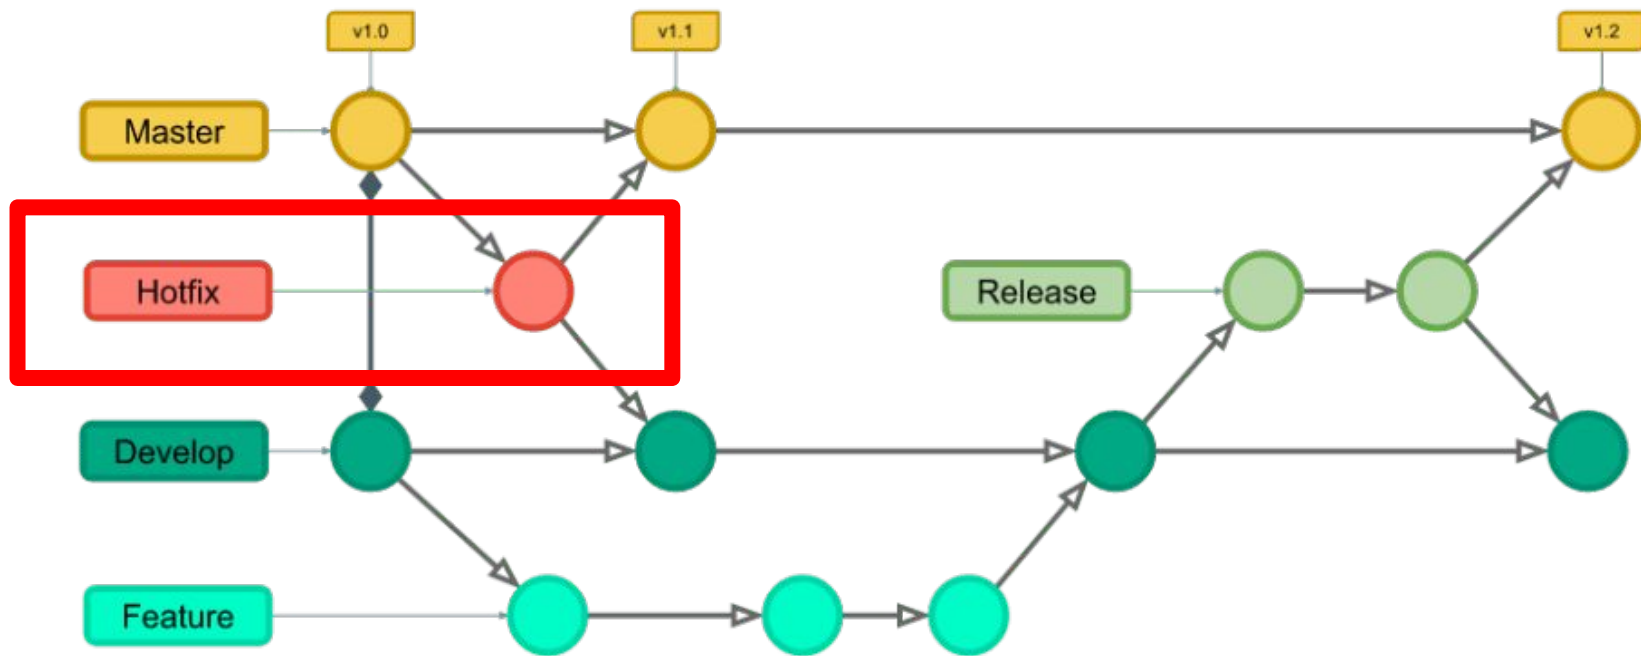 v1.0
v1.1
v1.2
Master
Hotfix
Release
Develop
Feature